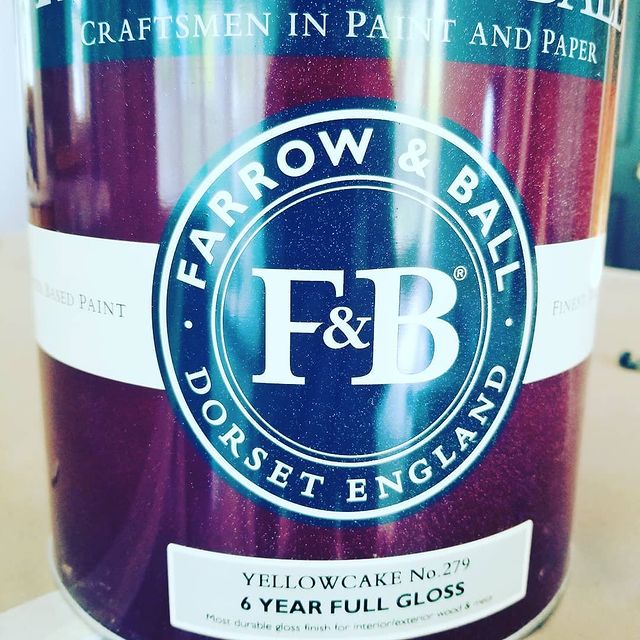 CRAFTSMEN IN PAINT AND PAPER
FARROW & BALL
F&B®
DORSET ENGLAND
BASED PAINT
FINEST
YELLOWCAKE No.279
6 YEAR FULL GLOSS
Most durable gloss finish for interior/exterior wood &